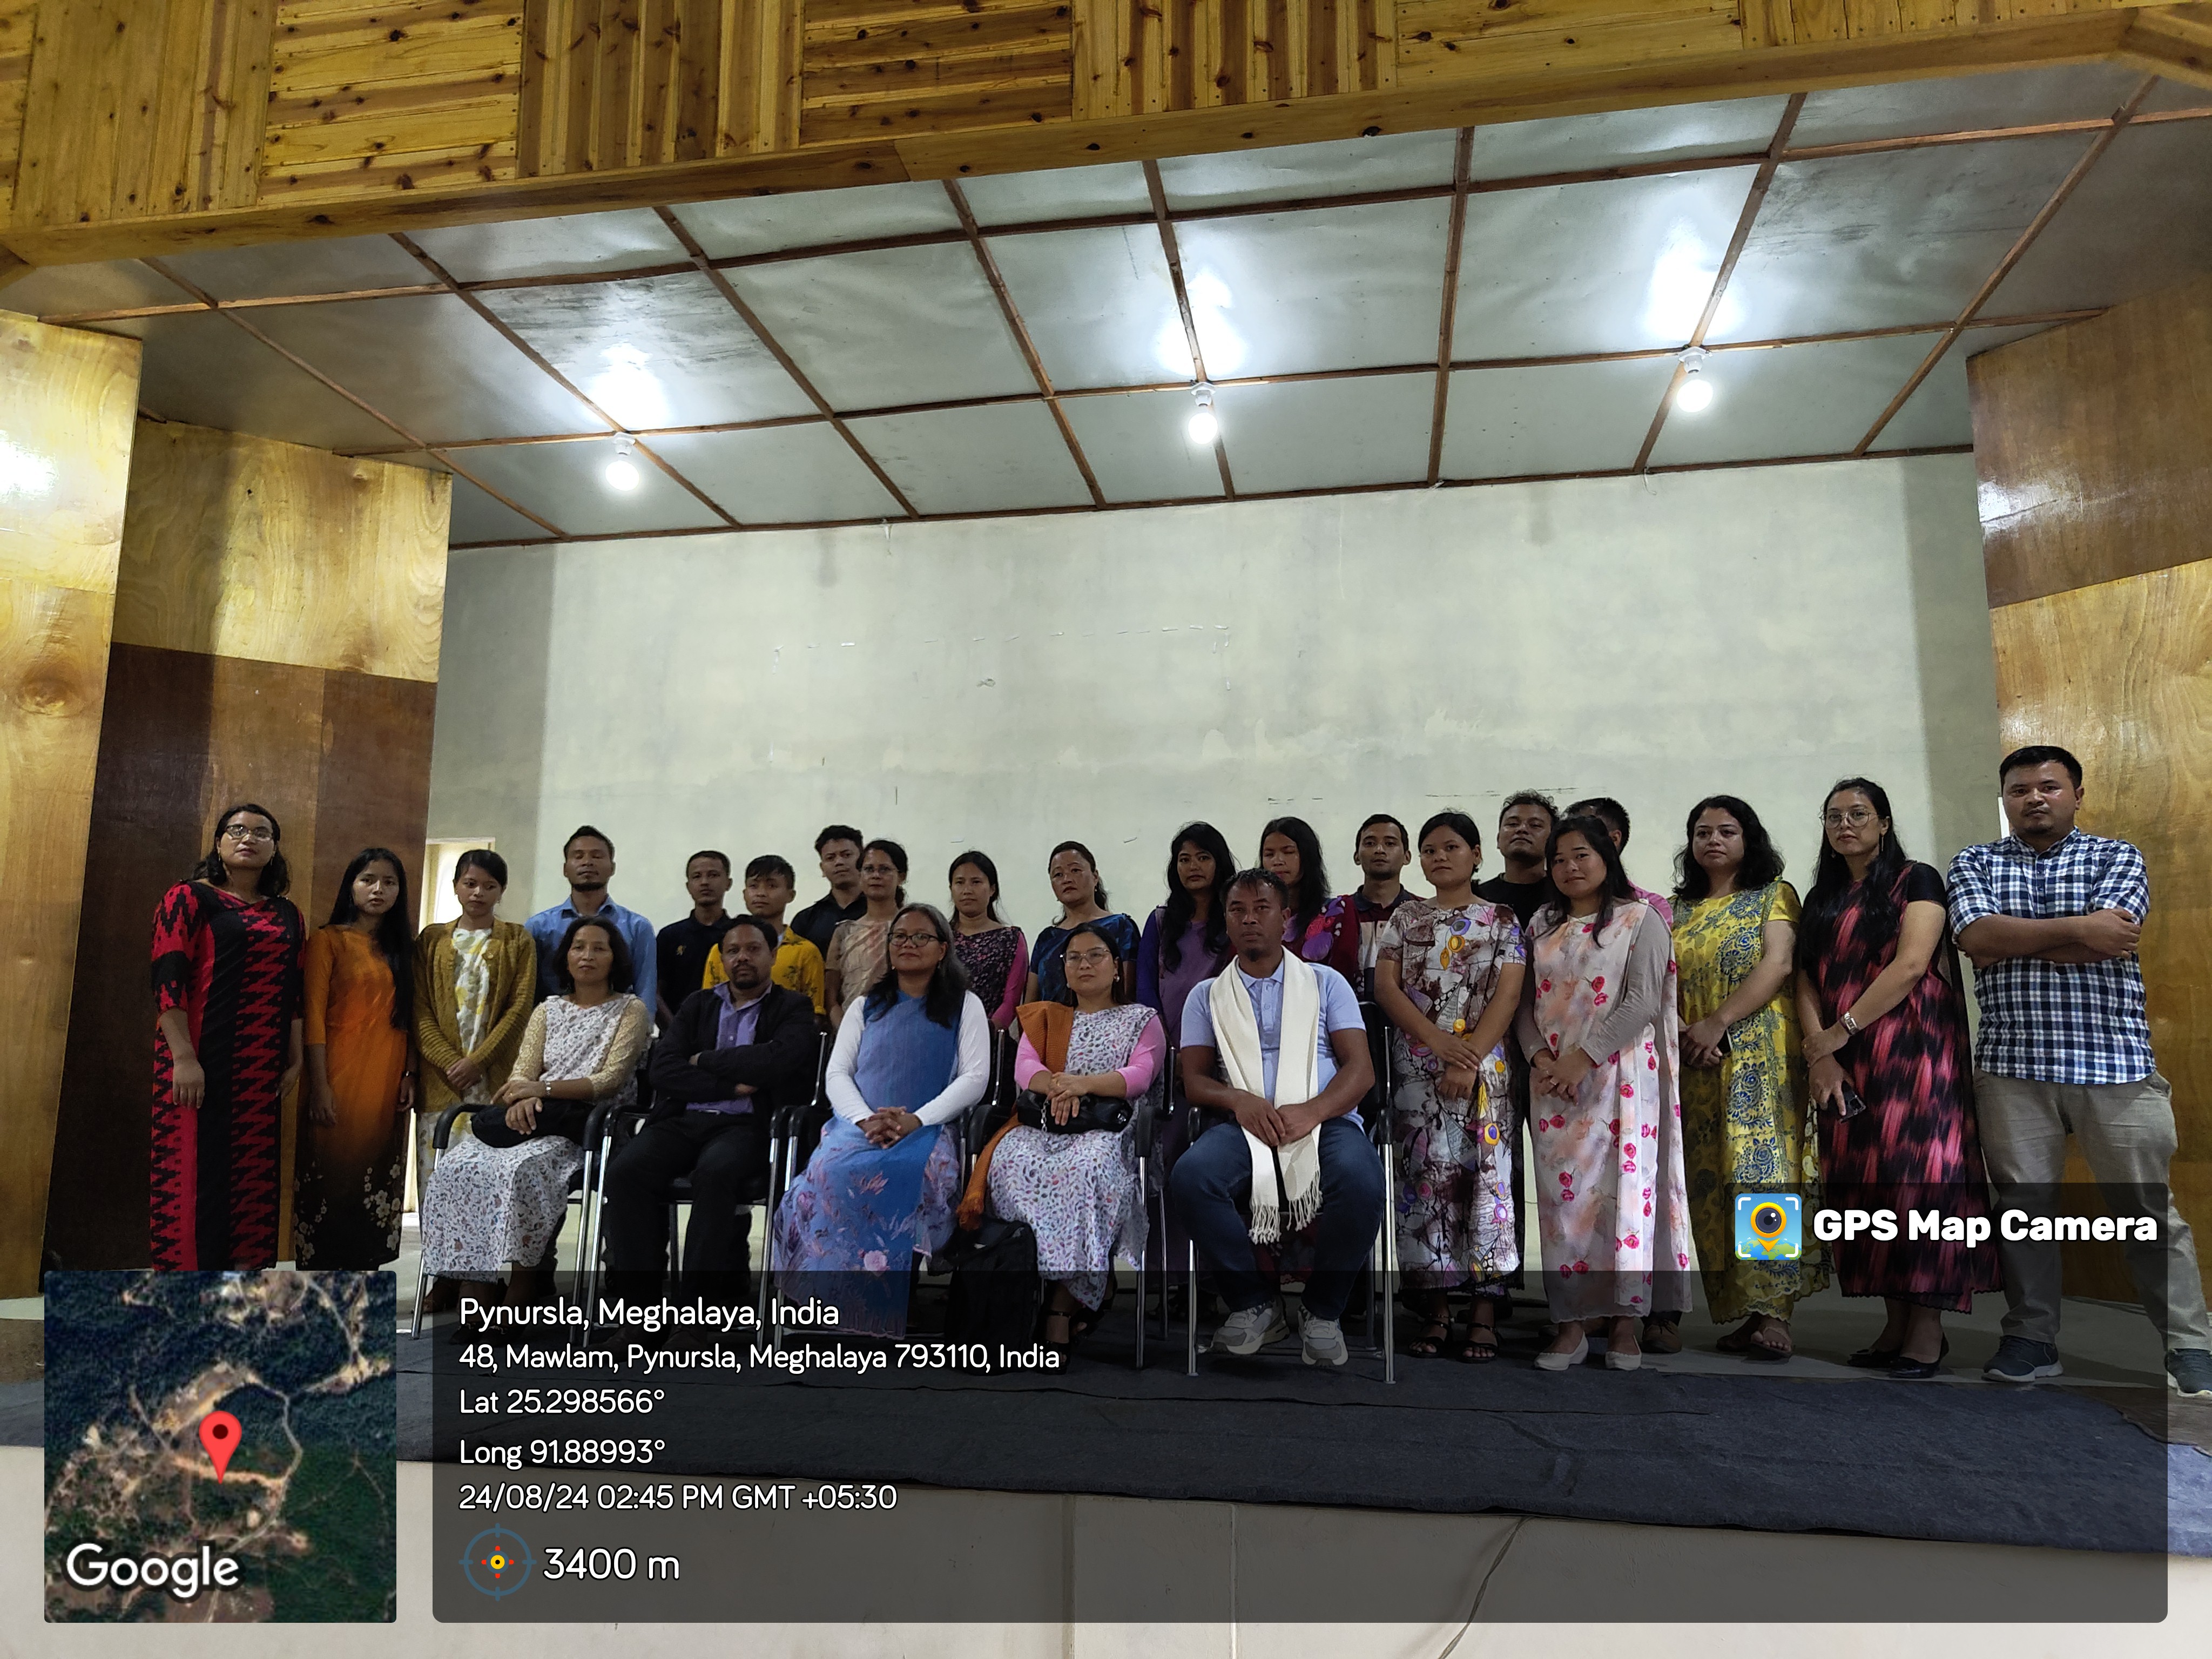 GPS Map Camera
Pynursla, Meghalaya, India
48, Mawlam, Pynursla, Meghalaya 793110, India
Lat 25.298566°
Long 91.88993°
24/08/24 02:45 PM GMT +05:30
3400 m
Google